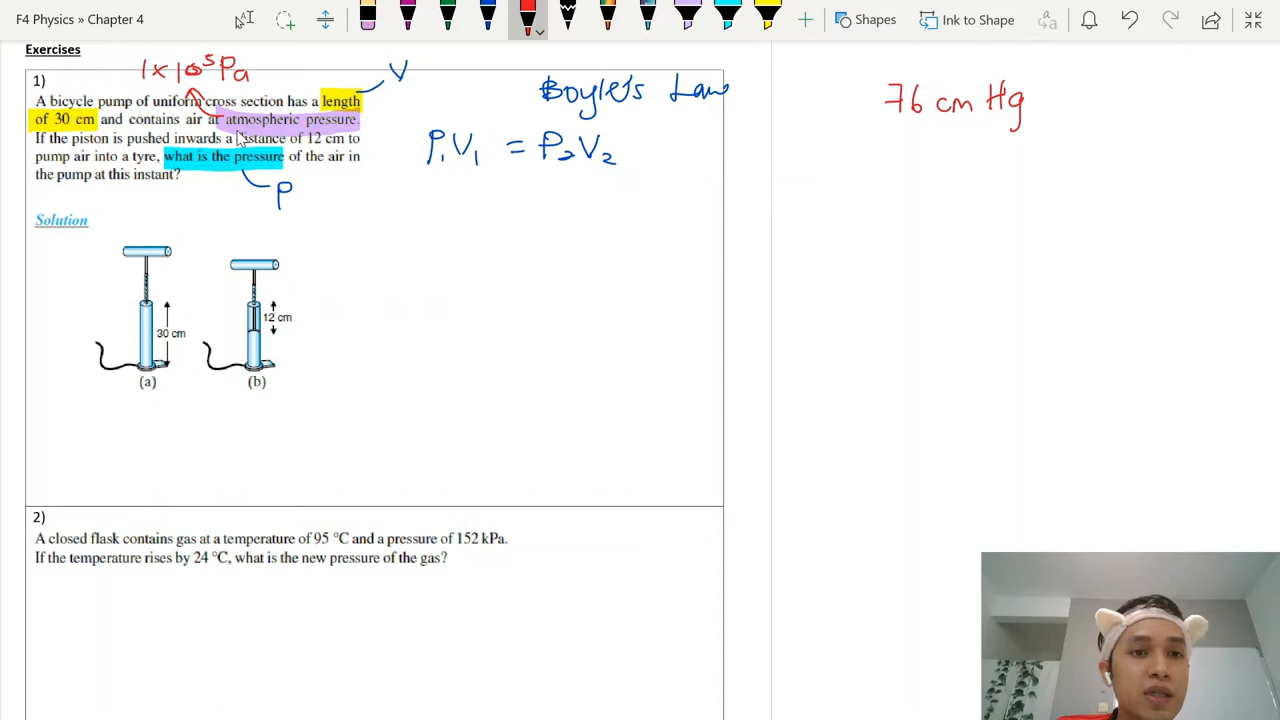 F4 Physics » Chapter 4
Shapes
Ink to Shape
Exercises
1)
1 x 10⁵ Pa
A bicycle pump of uniform cross section has a length
of 30 cm and contains air at atmospheric pressure.
If the piston is pushed inwards a distance of 12 cm to
pump air into a tyre, what is the pressure of the air in
the pump at this instant?
V
P
Boyle's Law
P₁V₁ = P₂V₂
76 cm Hg
Solution
30 cm
12 cm
(a)
(b)
2)
A closed flask contains gas at a temperature of 95 °C and a pressure of 152 kPa.
If the temperature rises by 24 °C, what is the new pressure of the gas?